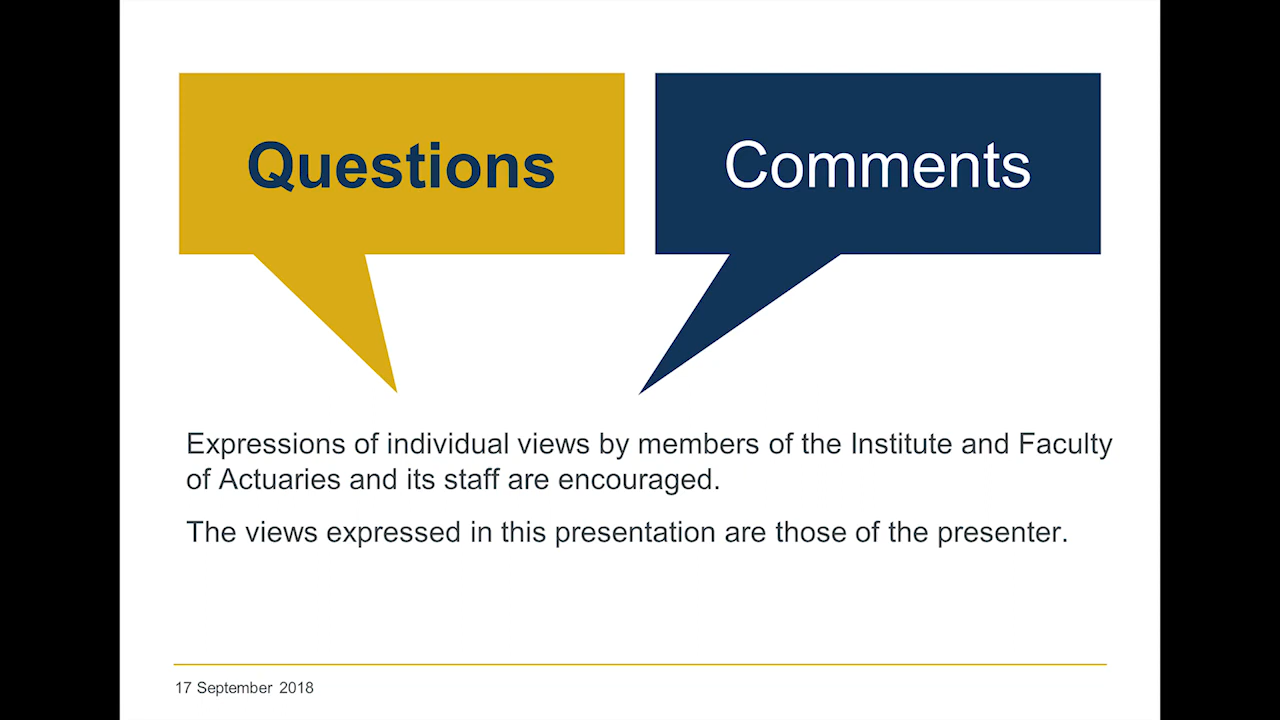 Questions
Comments
Expressions of individual views by members of the Institute and Faculty
of Actuaries and its staff are encouraged.
The views expressed in this presentation are those of the presenter.
17 September 2018